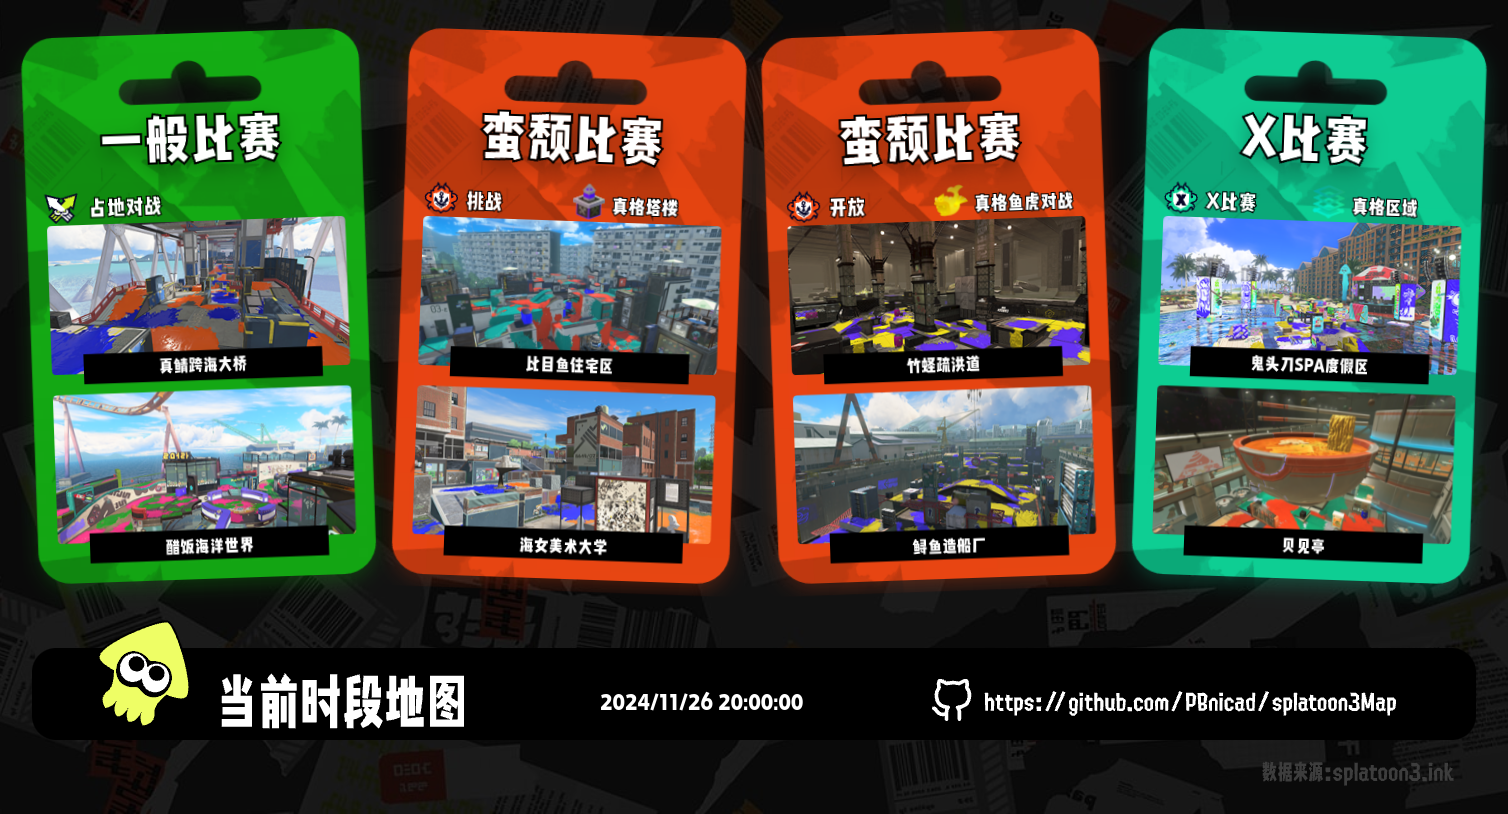 一般比赛
占地对战
真鲭跨海大桥
醋饭海洋世界
蛮颓比赛
挑战
真格塔楼
比目鱼住宅区
海女美术大学
蛮颓比赛
开放
真格鱼虎对战
竹蛏疏洪道
鲟鱼造船厂
X比赛
X比赛
真格区域
鬼头刀SPA度假区
贝见亭
当前时段地图
2024/11/26 20:00:00
https://github.com/PBnicad/splatoon3Map
数据来源:splatoon3.ink